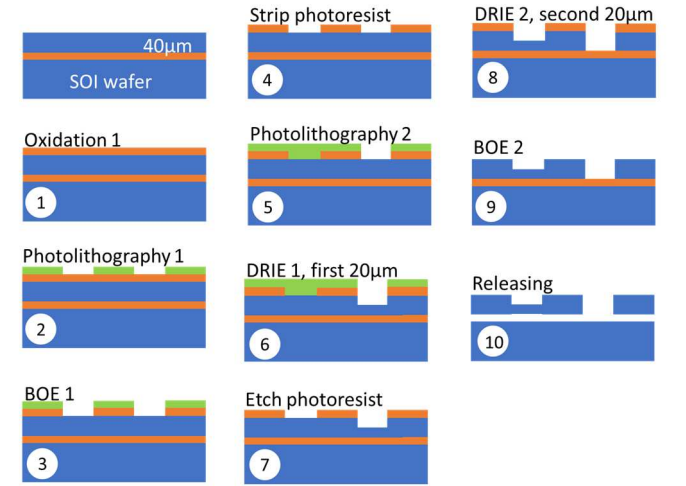 40μm
SOI wafer
Oxidation 1
1
Photolithography 1
2
BOE 1
3
Strip photoresist
4
Photolithography 2
5
DRIE 1, first 20μm
6
Etch photoresist
7
DRIE 2, second 20μm
8
BOE 2
9
Releasing
10